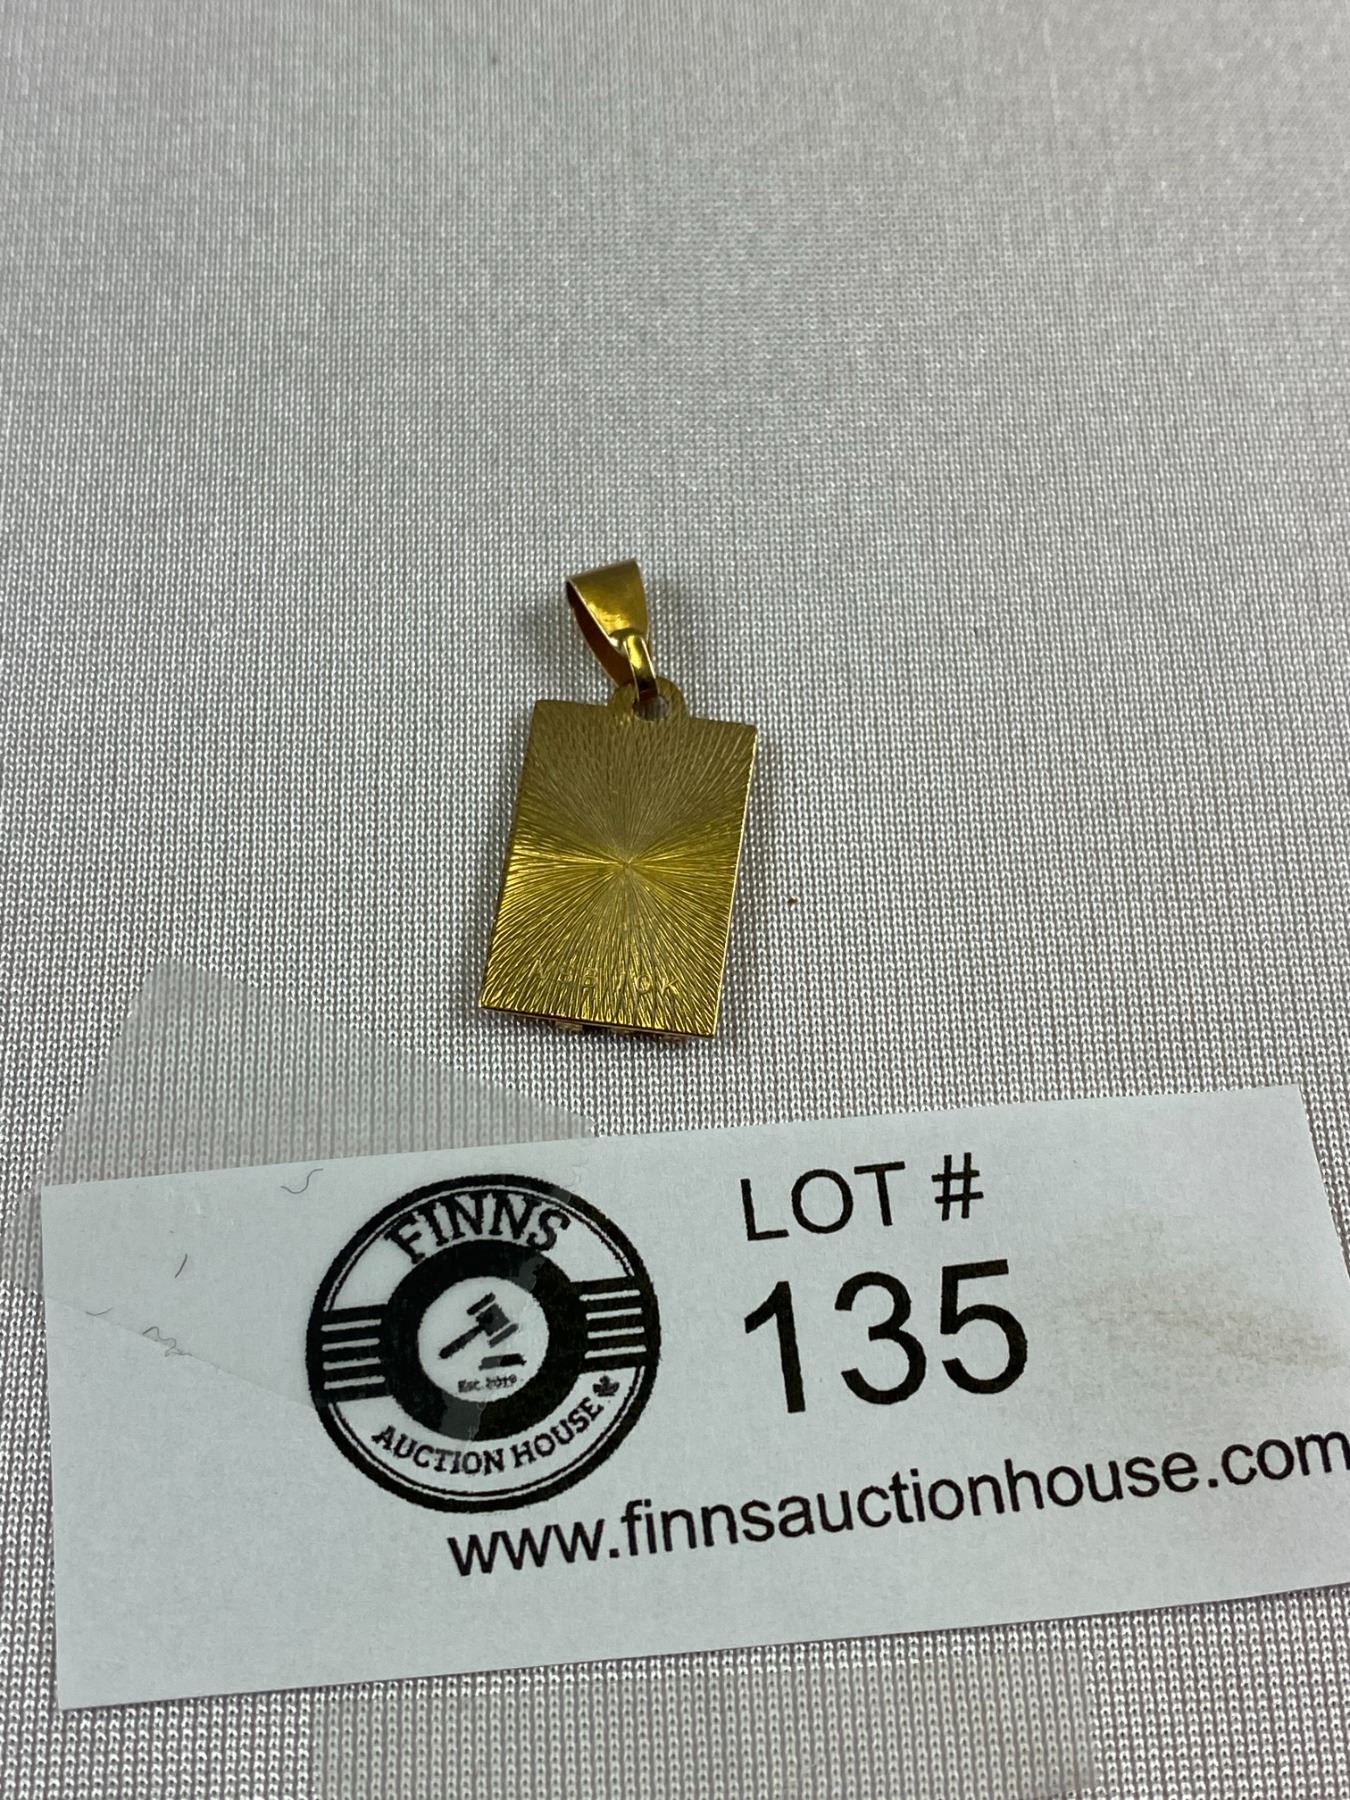 FINNS
Est. 2019
AUCTION HOUSE
LOT #
135
www.finnsauctionhouse.com